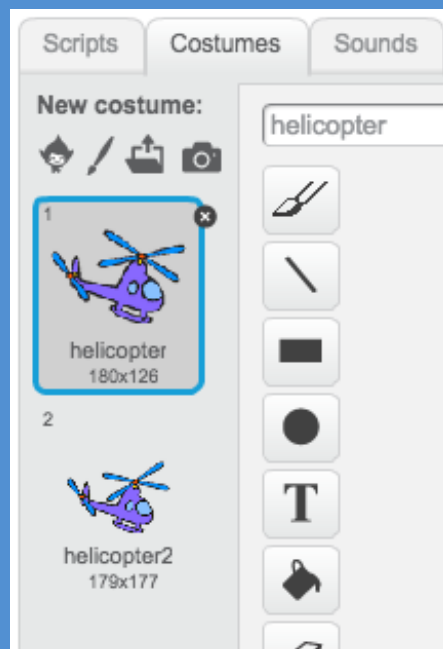 Scripts Costumes Sounds
New costume:
helicopter
1
helicopter
180x126
2
helicopter2
179x177
T